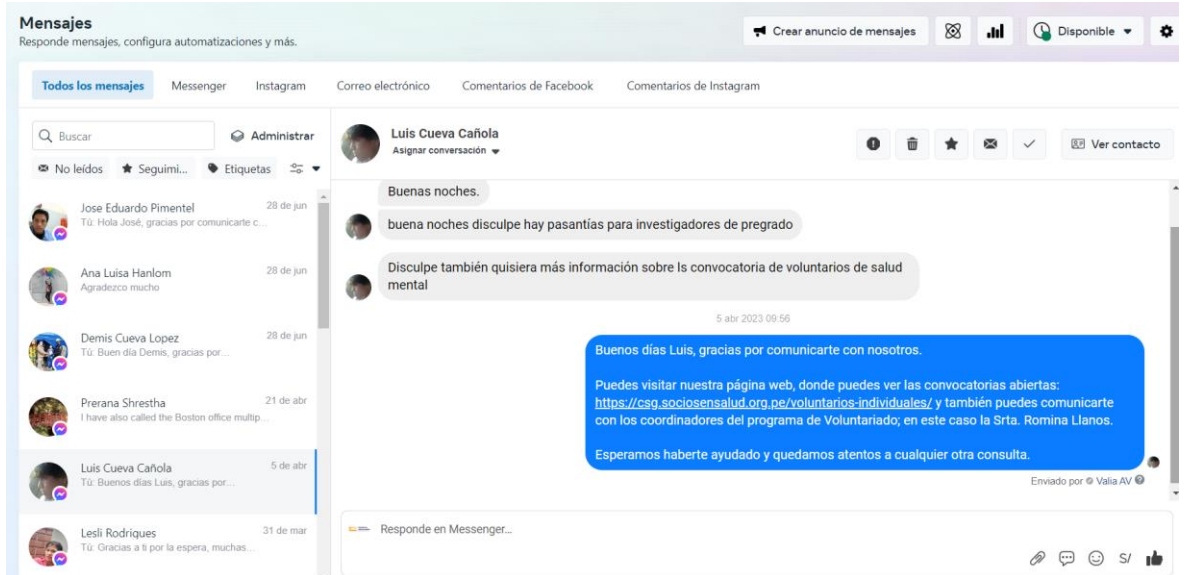 Mensajes
Responde mensajes, configura automatizaciones y más.
Crear anuncio de mensajes
Disponible
Todos los mensajes
Messenger
Instagram
Correo electrónico
Comentarios de Facebook
Comentarios de Instagram
Buscar
Administrar
No leídos
Seguimi...
Etiquetas
Jose Eduardo Pimentel
28 de jun
Tú: Hola José, gracias por comunicarte c...
Ana Luisa Hanlom
28 de jun
Agradezco mucho
Demis Cueva Lopez
28 de jun
Tú: Buen día Demis, gracias por...
Prerana Shrestha
21 de abr
I have also called the Boston office multip...
Luis Cueva Cañola
5 de abr
Tú: Buenos días Luis, gracias por...
Lesli Rodriques
31 de mar
Tú: Gracias a ti por la espera, muchas...
Luis Cueva Cañola
Asignar conversación
Ver contacto
Buenas noches.
buena noches disculpe hay pasantías para investigadores de pregrado
Disculpe también quisiera más información sobre ls convocatoria de voluntarios de salud
mental
5 abr 2023 09:56
Buenos días Luis, gracias por comunicarte con nosotros.
Puedes visitar nuestra página web, donde puedes ver las convocatorias abiertas:
https://csg.sociosensalud.org.pe/voluntarios-individuales/ y también puedes comunicarte
con los coordinadores del programa de Voluntariado; en este caso la Srta. Romina Llanos.
Esperamos haberte ayudado y quedamos atentos a cualquier otra consulta.
Enviado por Valia AV
Responde en Messenger...
S/